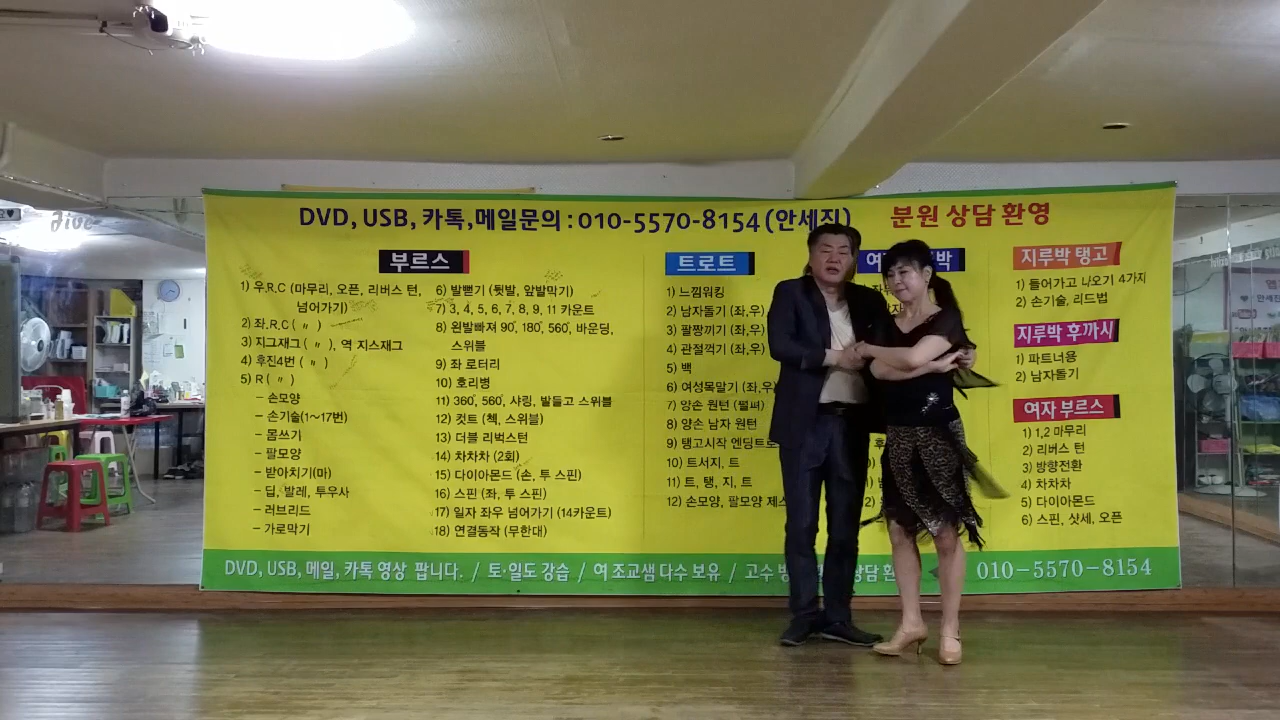 DVD, USB, 카톡,메일문의 : 010-5570-8154 (안세진)
분원 상담 환영
부르스
1) 우.R.C (마무리, 오픈, 리버스 턴,
넘어가기)
2) 좌.R.C ( 〃 )
3) 지그재그 ( 〃 ), 역 지스재그
4) 후진4번 ( 〃 )
5) R ( 〃 )
– 손모양
– 손기술(1~17번)
– 몸쓰기
– 팔모양
– 받아치기(마)
– 딥, 발레, 투우사
– 러브리드
– 가로막기
6) 발뻗기 (뒷발, 앞발막기)
7) 3, 4, 5, 6, 7, 8, 9, 11 카운트
8) 왼발빠져 90, 180, 560, 바운딩,
스위블
9) 좌 로터리
10) 호리병
11) 360, 560, 샤링, 발들고 스위블
12) 컷트 (첵, 스위블)
13) 더블 리벅스턴
14) 차차차 (2회)
15) 다이아몬드 (손, 투 스핀)
16) 스핀 (좌, 투 스핀)
17) 일자 좌우 넘어가기 (14카운트)
18) 연결동작 (무한대)
트로트
1) 느낌워킹
2) 남자돌기 (좌,우)
3) 팔짱끼기 (좌,우)
4) 관절꺽기 (좌,우)
5) 백
6) 여성목말기 (좌,우)
7) 양손 원턴 (떨쳐)
8) 양손 남자 원턴
9) 탱고시작 엔딩트로
10) 트서지, 트
11) 트, 탱, 지, 트
12) 손모양, 팔모양
지루박 탱고
1) 들어가고 나오기 4가지
2) 손기술, 리드법
지루박 후까시
1) 파트너용
2) 남자돌기
여자 부르스
1) 1,2 마무리
2) 리버스 턴
3) 방향전환
4) 차차차
5) 다이아몬드
6) 스핀, 샷세, 오픈
DVD, USB, 메일, 카톡 영상 팝니다. / 토·일도 강습 / 여 조교샘 다수 보유 / 고수 상담 환 010-5570-8154